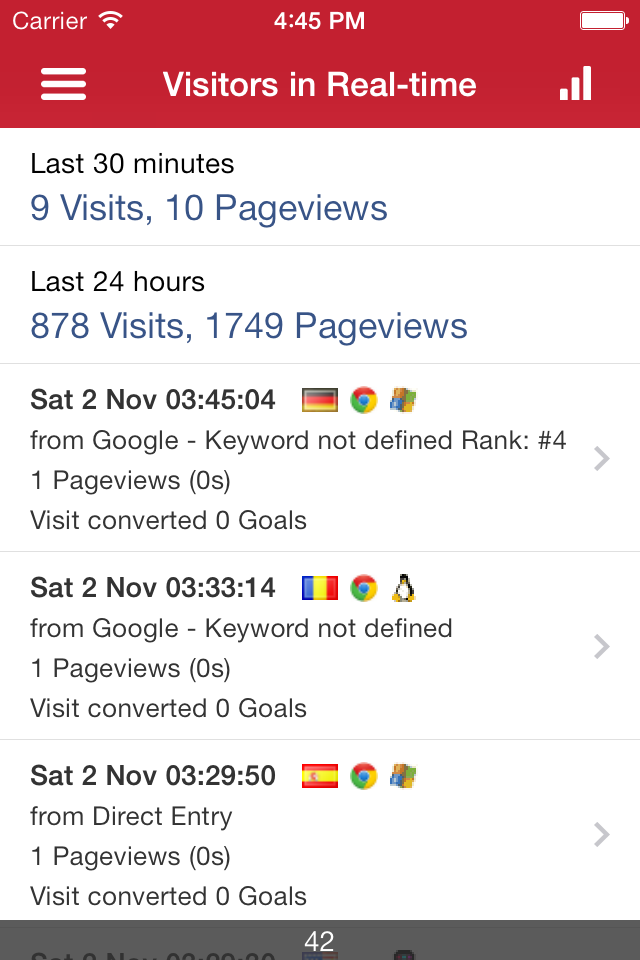 Carrier 4:45 PM
Visitors in Real-time
Last 30 minutes
9 Visits, 10 Pageviews
Last 24 hours
878 Visits, 1749 Pageviews
Sat 2 Nov 03:45:04
from Google - Keyword not defined Rank: #4
1 Pageviews (0s)
Visit converted 0 Goals
Sat 2 Nov 03:33:14
from Google - Keyword not defined
1 Pageviews (0s)
Visit converted 0 Goals
Sat 2 Nov 03:29:50
from Direct Entry
1 Pageviews (0s)
Visit converted 0 Goals
42
Sat 2 Nov